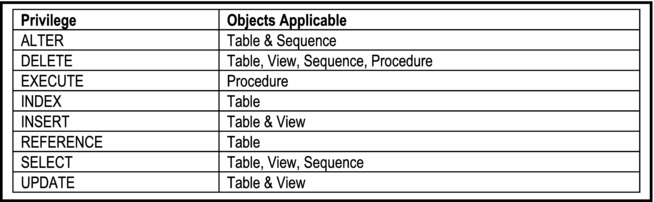 Privilege Objects Applicable
ALTER Table & Sequence
DELETE Table, View, Sequence, Procedure
EXECUTE Procedure
INDEX Table
INSERT Table & View
REFERENCE Table
SELECT Table, View, Sequence
UPDATE Table & View